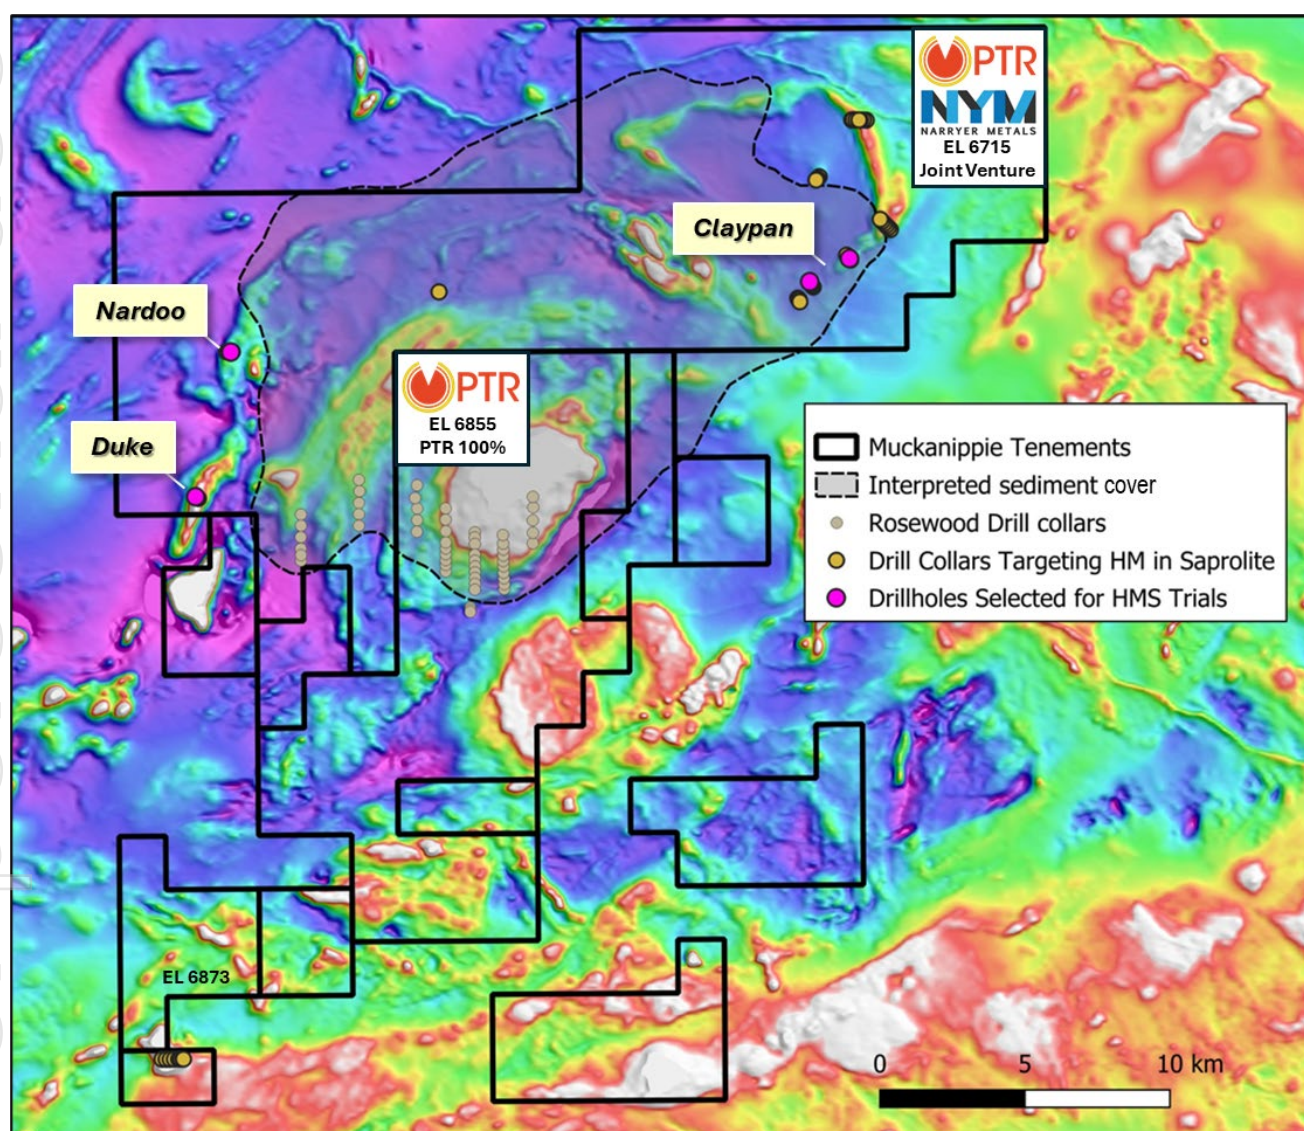 PTR
NYM
NARRYER METALS
EL 6715
Joint Venture
Claypan
Nardoo
PTR
EL 6855
PTR 100%
Duke
Muckanippie Tenements
Interpreted sediment cover
Rosewood Drill collars
Drill Collars Targeting HM in Saprolite
Drillholes Selected for HMS Trials
EL 6873
0 5 10 km